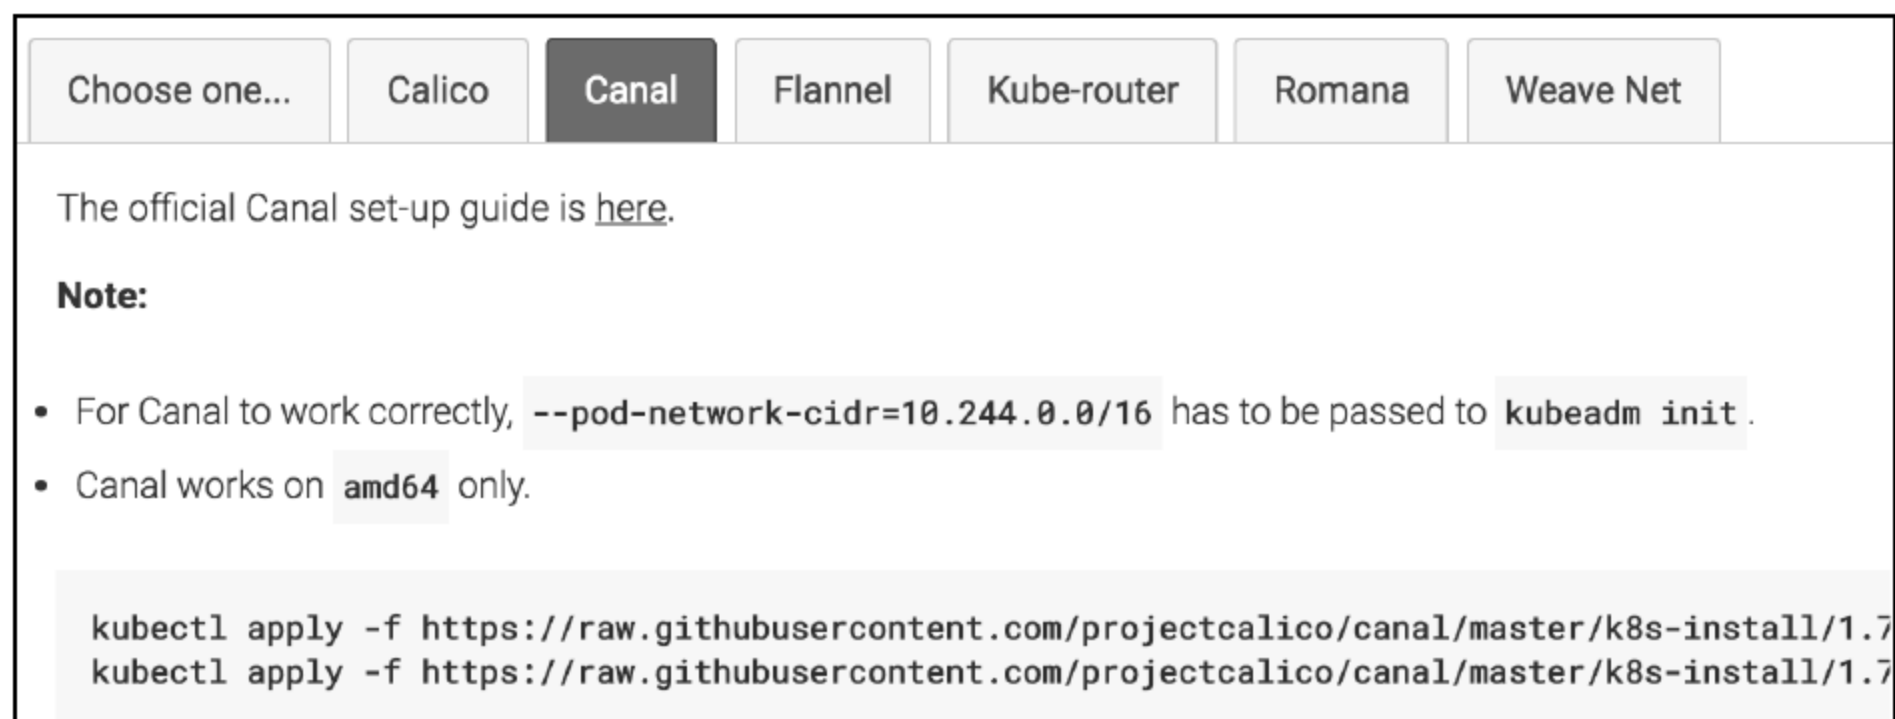 Choose one... Calico Canal Flannel Kube-router Romana Weave Net
The official Canal set-up guide is here.
Note:
• For Canal to work correctly, --pod-network-cidr=10.244.0.0/16 has to be passed to kubeadm init.
• Canal works on amd64 only.
kubectl apply -f https://raw.githubusercontent.com/projectcalico/canal/master/k8s-install/1.7
kubectl apply -f https://raw.githubusercontent.com/projectcalico/canal/master/k8s-install/1.7